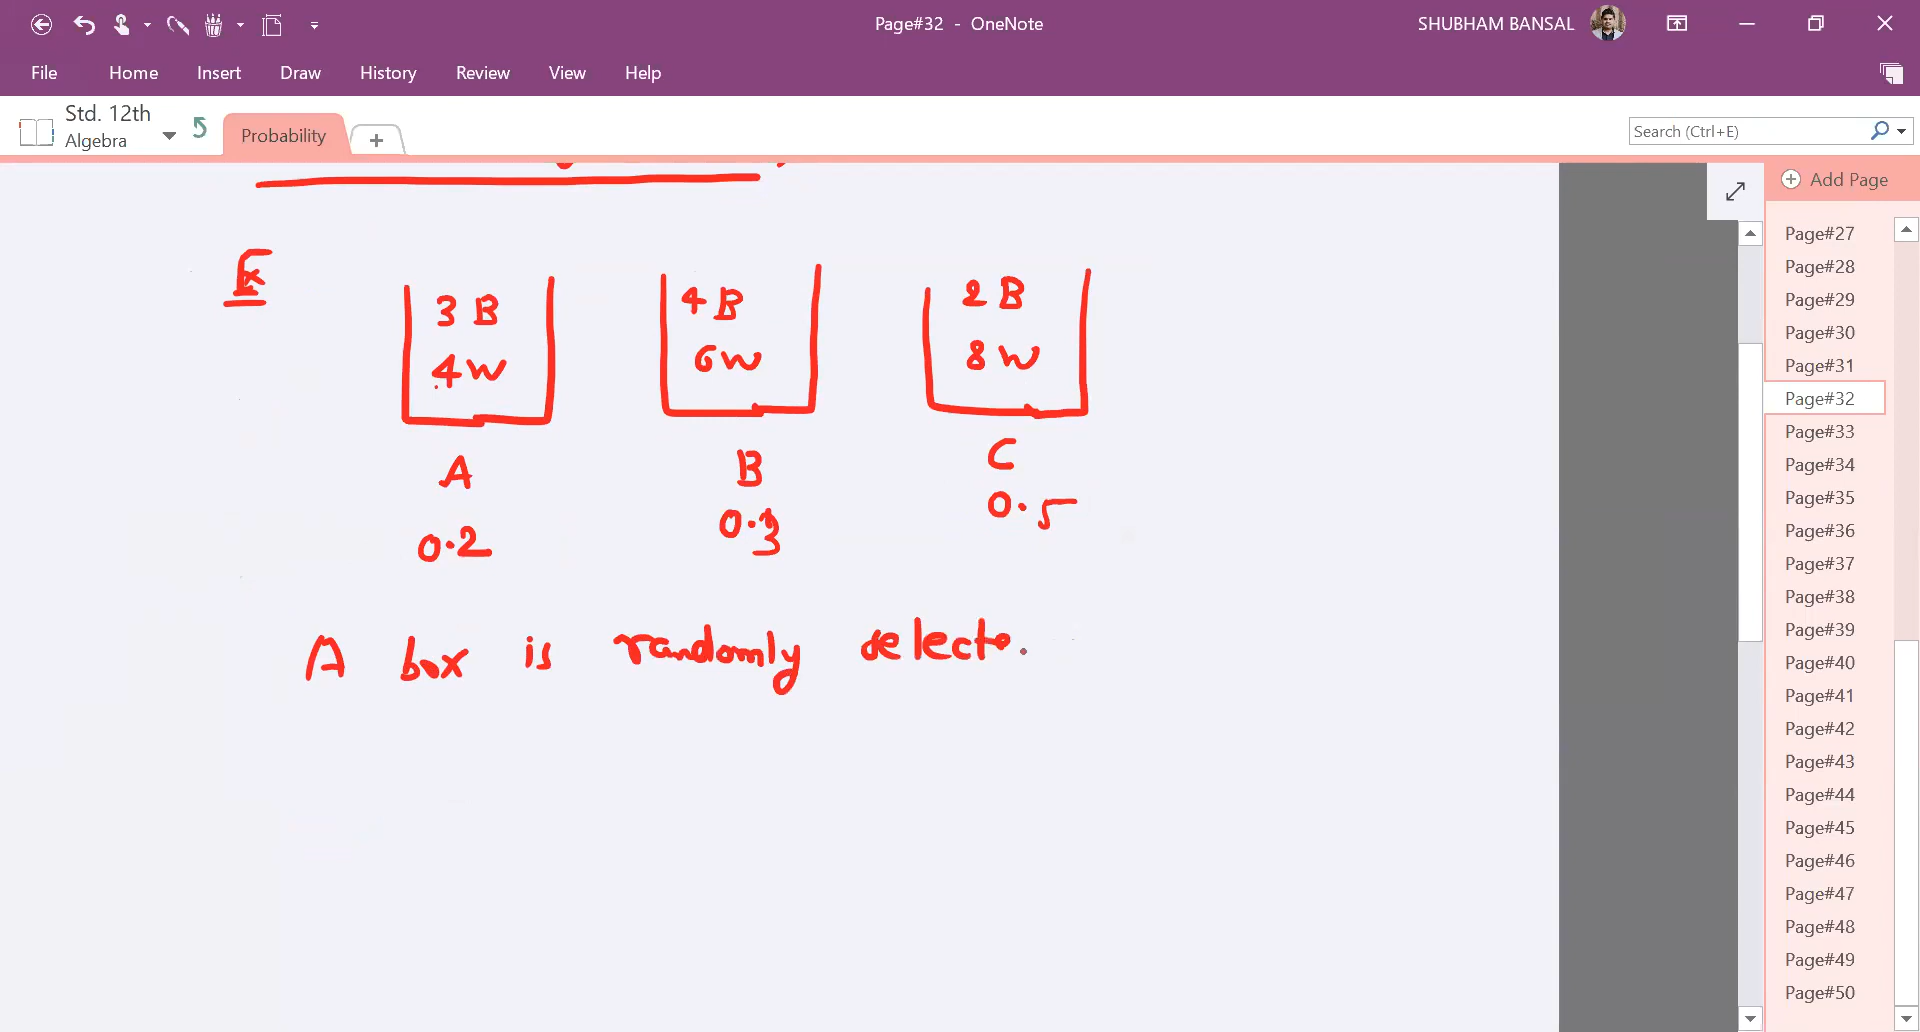 Page#32 - OneNote
SHUBHAM BANSAL
File Home Insert Draw History Review View Help
Std. 12th
Algebra
Probability
+
Search (Ctrl+E)
Add Page
Ex
3 B
4 W
4 B
6 W
2 B
8 W
A
B
C
0.2
0.3
0.5
A box is randomly selecte
Page#27
Page#28
Page#29
Page#30
Page#31
Page#32
Page#33
Page#34
Page#35
Page#36
Page#37
Page#38
Page#39
Page#40
Page#41
Page#42
Page#43
Page#44
Page#45
Page#46
Page#47
Page#48
Page#49
Page#50